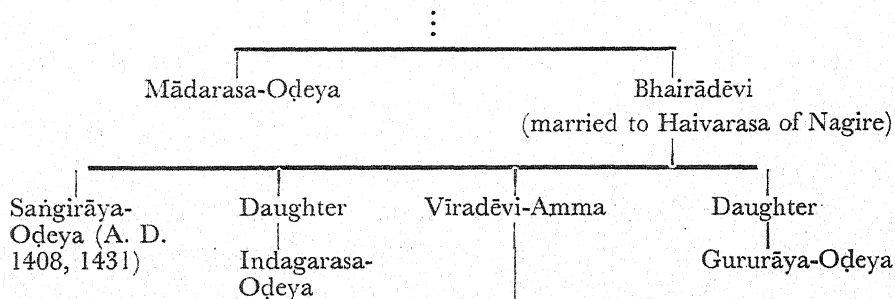 Mādarasa-Oḍeya Bhairādēvi
(married to Haivarasa of Nagire)
Saṅgirāya- Daughter Vīradēvi-Amma Daughter
Oḍeya (A. D.
1408, 1431) Indagarasa- Gururāya-Oḍeya
Oḍeya